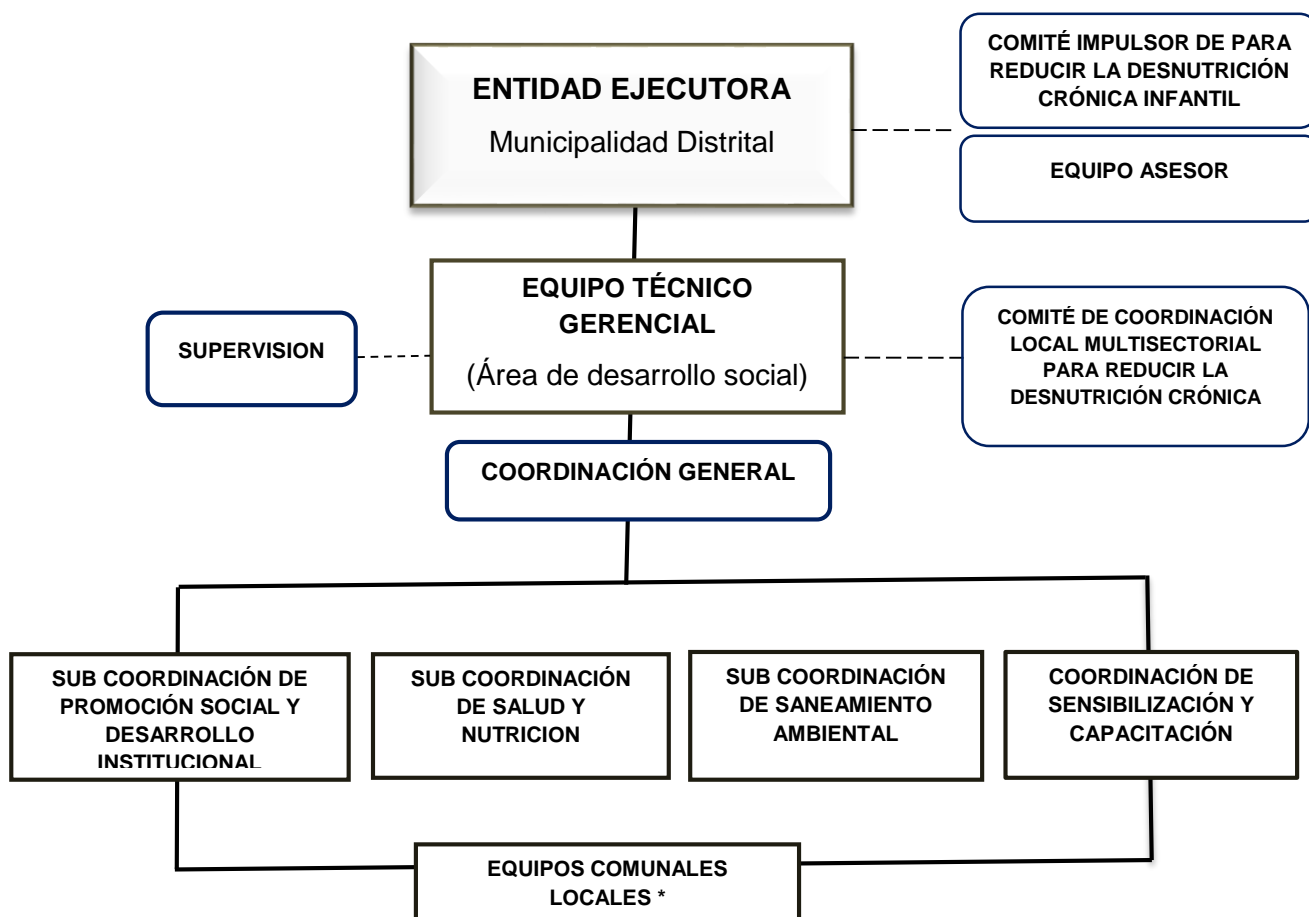 COMITÉ IMPULSOR DE PARA
REDUCIR LA DESNUTRICIÓN
CRÓNICA INFANTIL
ENTIDAD EJECUTORA
Municipalidad Distrital
EQUIPO ASESOR
EQUIPO TÉCNICO
GERENCIAL
(Área de desarrollo social)
SUPERVISION
COMITÉ DE COORDINACIÓN
LOCAL MULTISECTORIAL
PARA REDUCIR LA
DESNUTRICIÓN CRÓNICA
COORDINACIÓN GENERAL
SUB COORDINACIÓN DE
PROMOCIÓN SOCIAL Y
DESARROLLO
INSTITUCIONAL
SUB COORDINACIÓN
DE SALUD Y
NUTRICION
SUB COORDINACIÓN
DE SANEAMIENTO
AMBIENTAL
COORDINACIÓN DE
SENSIBILIZACIÓN Y
CAPACITACIÓN
EQUIPOS COMUNALES
LOCALES *